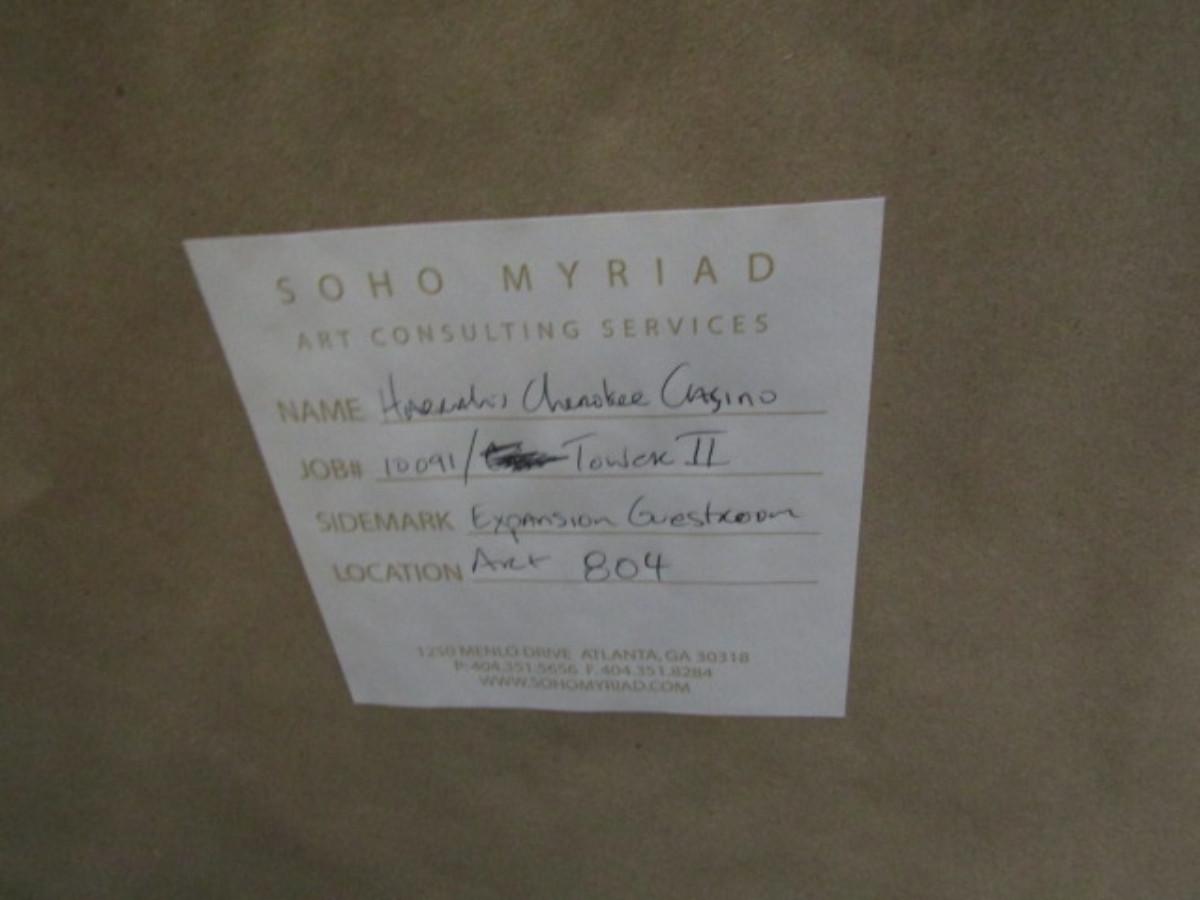 SOHO MYRIAD
ART CONSULTING SERVICES
NAME Harrah's Cherokee Casino
JOB# 10091/ Tower II
SIDEMARK Expansion Guestroom
LOCATION Art 804
1250 MENLO DRIVE ATLANTA, GA 30318
P: 404.351.5656 F. 404.351.8284
WWW.SOHOMYRIAD.COM